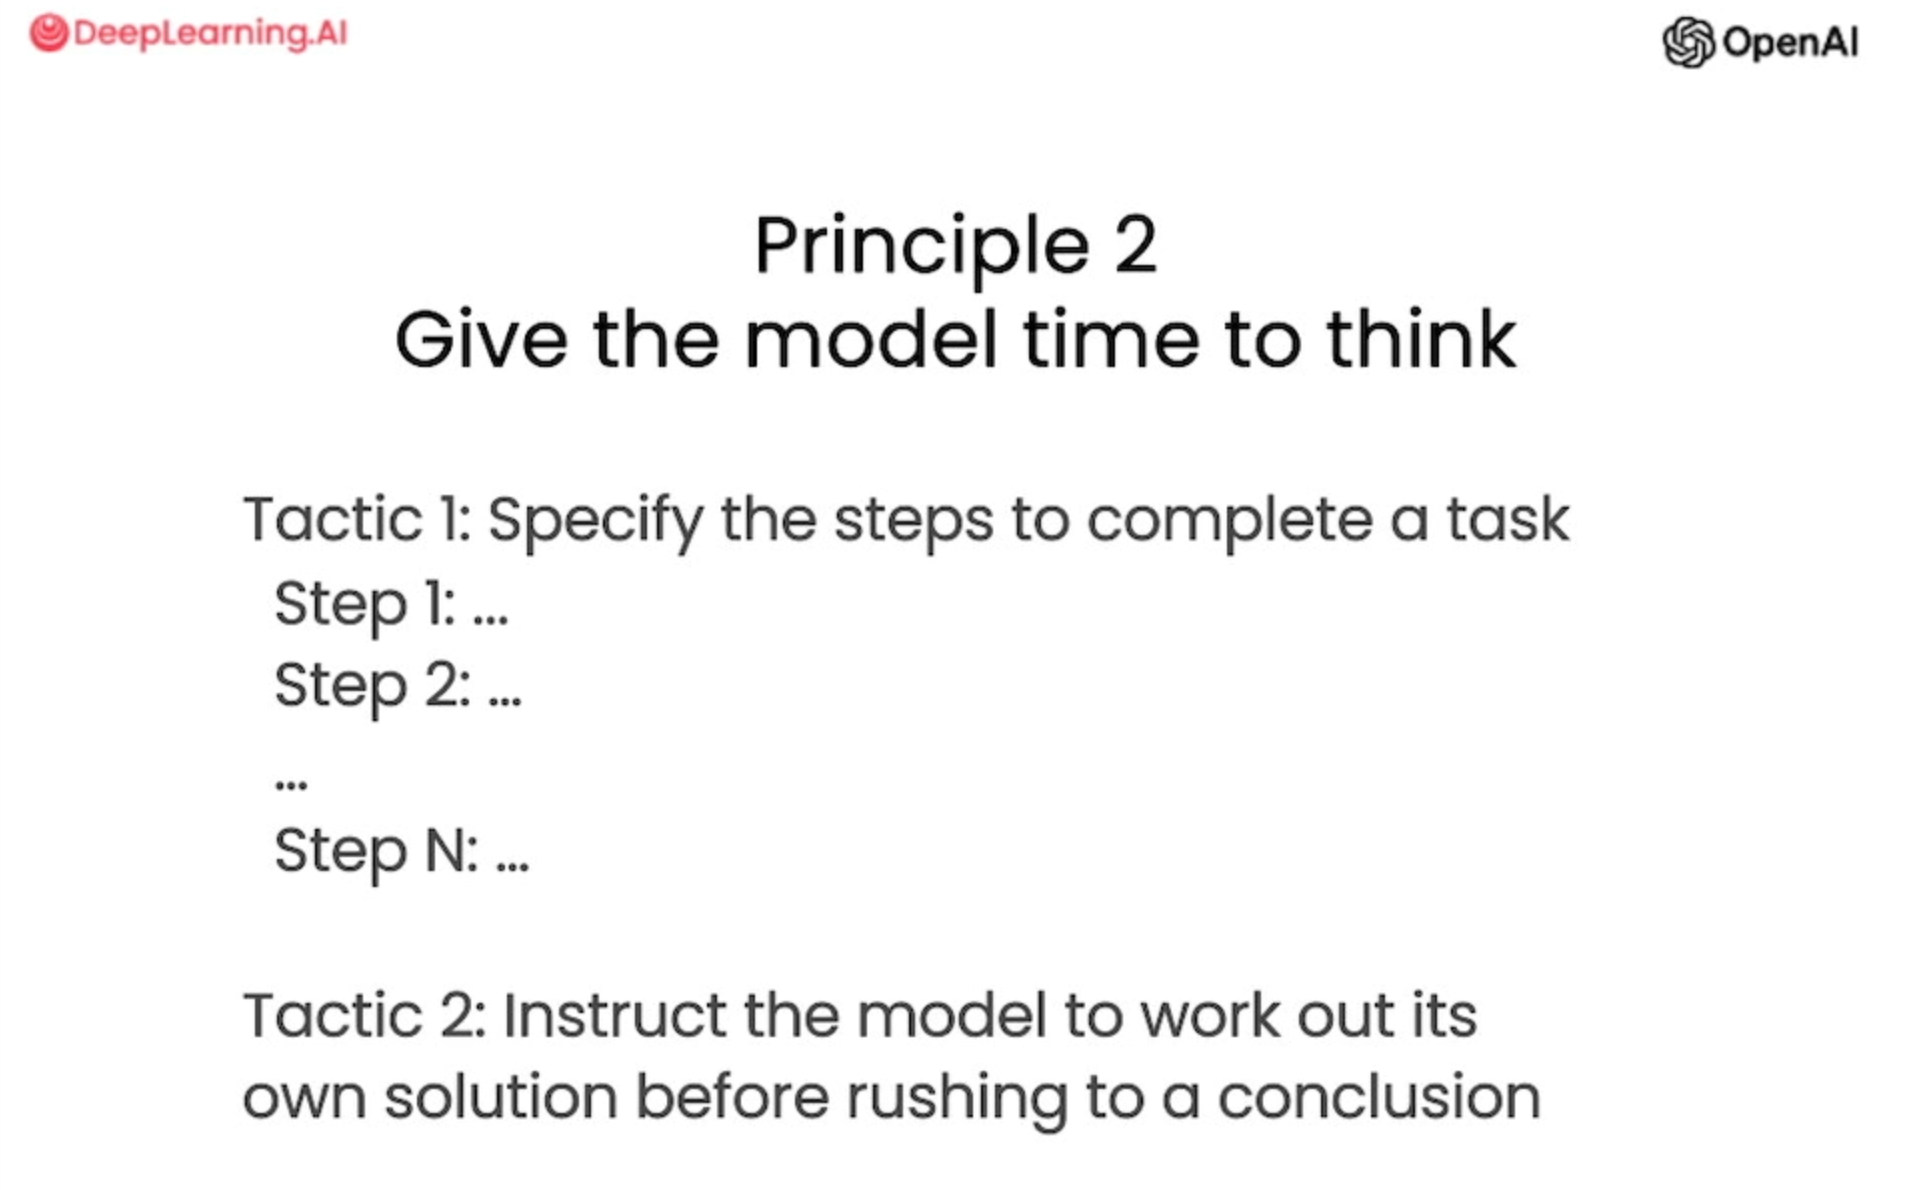 DeepLearning.AI
OpenAI
Principle 2
Give the model time to think
Tactic 1: Specify the steps to complete a task
Step 1: ...
Step 2: ...
...
Step N: ...
Tactic 2: Instruct the model to work out its
own solution before rushing to a conclusion